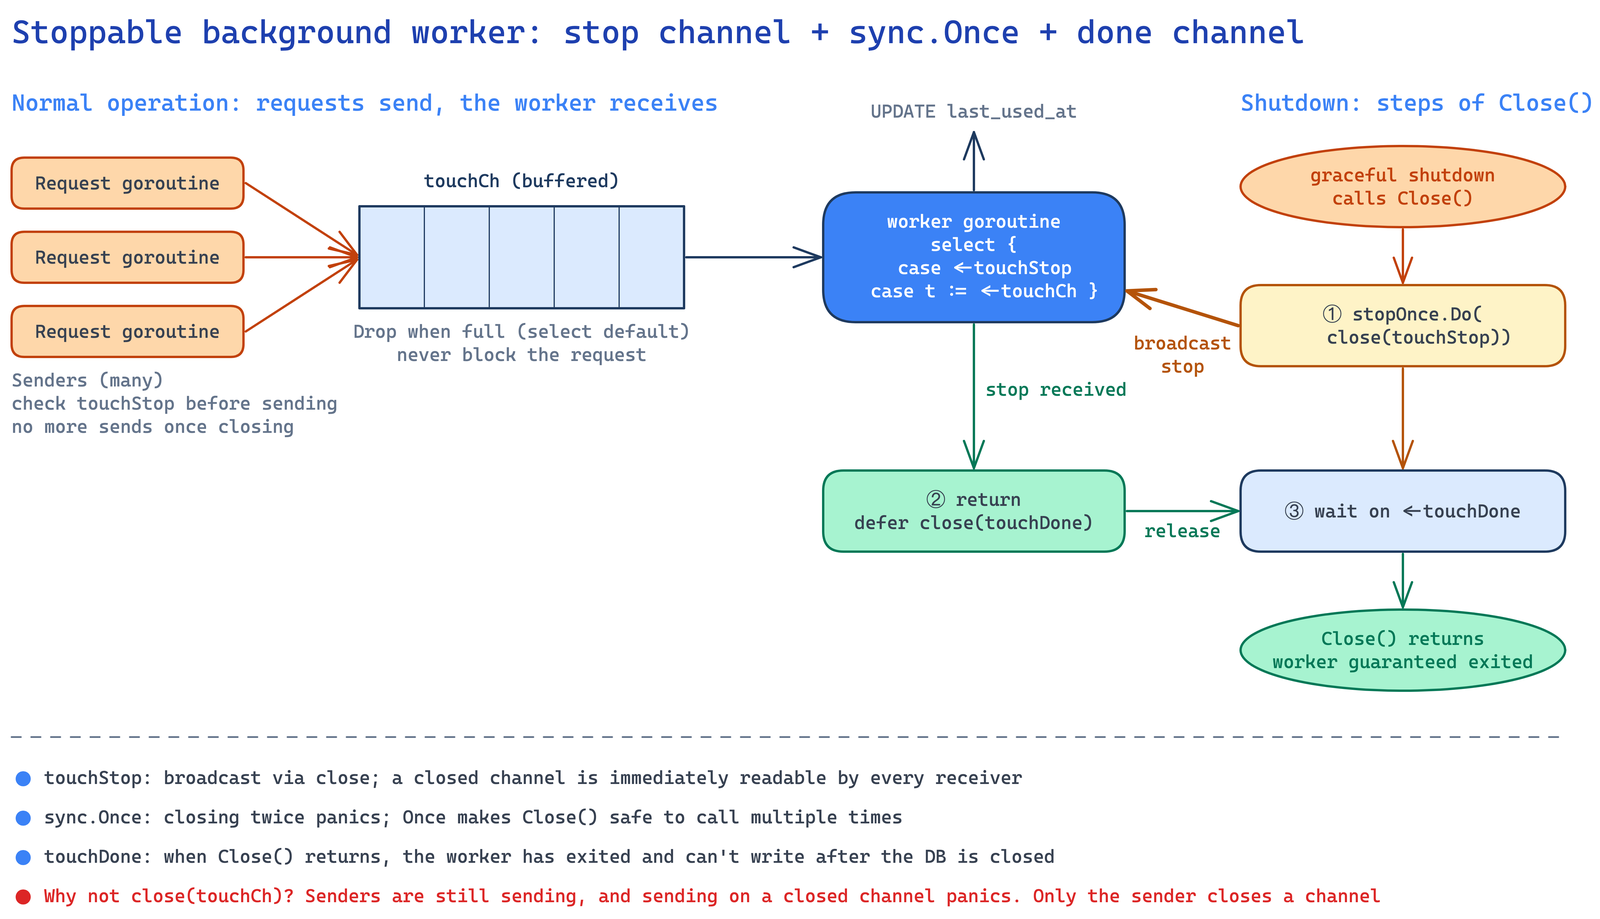 Stoppable background worker: stop channel + sync.Once + done channel
Normal operation: requests send, the worker receives
Request goroutine
Request goroutine
Request goroutine
Senders (many)
check touchStop before sending
no more sends once closing
touchCh (buffered)
Drop when full (select default)
never block the request
UPDATE last_used_at
worker goroutine
select {
case <-touchStop
case t := <-touchCh }
stop received
② return
defer close(touchDone)
broadcast
stop
release
Shutdown: steps of Close()
graceful shutdown
calls Close()
① stopOnce.Do(
close(touchStop))
③ wait on <-touchDone
Close() returns
worker guaranteed exited
touchStop: broadcast via close; a closed channel is immediately readable by every receiver
sync.Once: closing twice panics; Once makes Close() safe to call multiple times
touchDone: when Close() returns, the worker has exited and can't write after the DB is closed
Why not close(touchCh)? Senders are still sending, and sending on a closed channel panics. Only the sender closes a channel